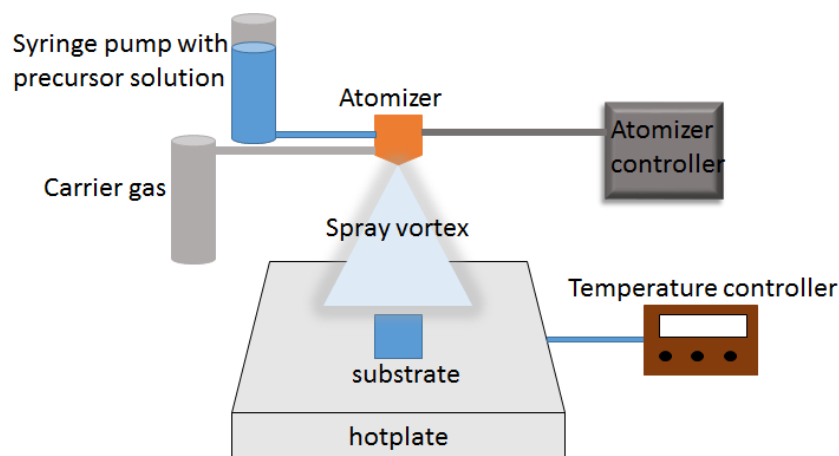 Syringe pump with
precursor solution
Atomizer
Atomizer
controller
Carrier gas
Spray vortex
Temperature controller
substrate
hotplate